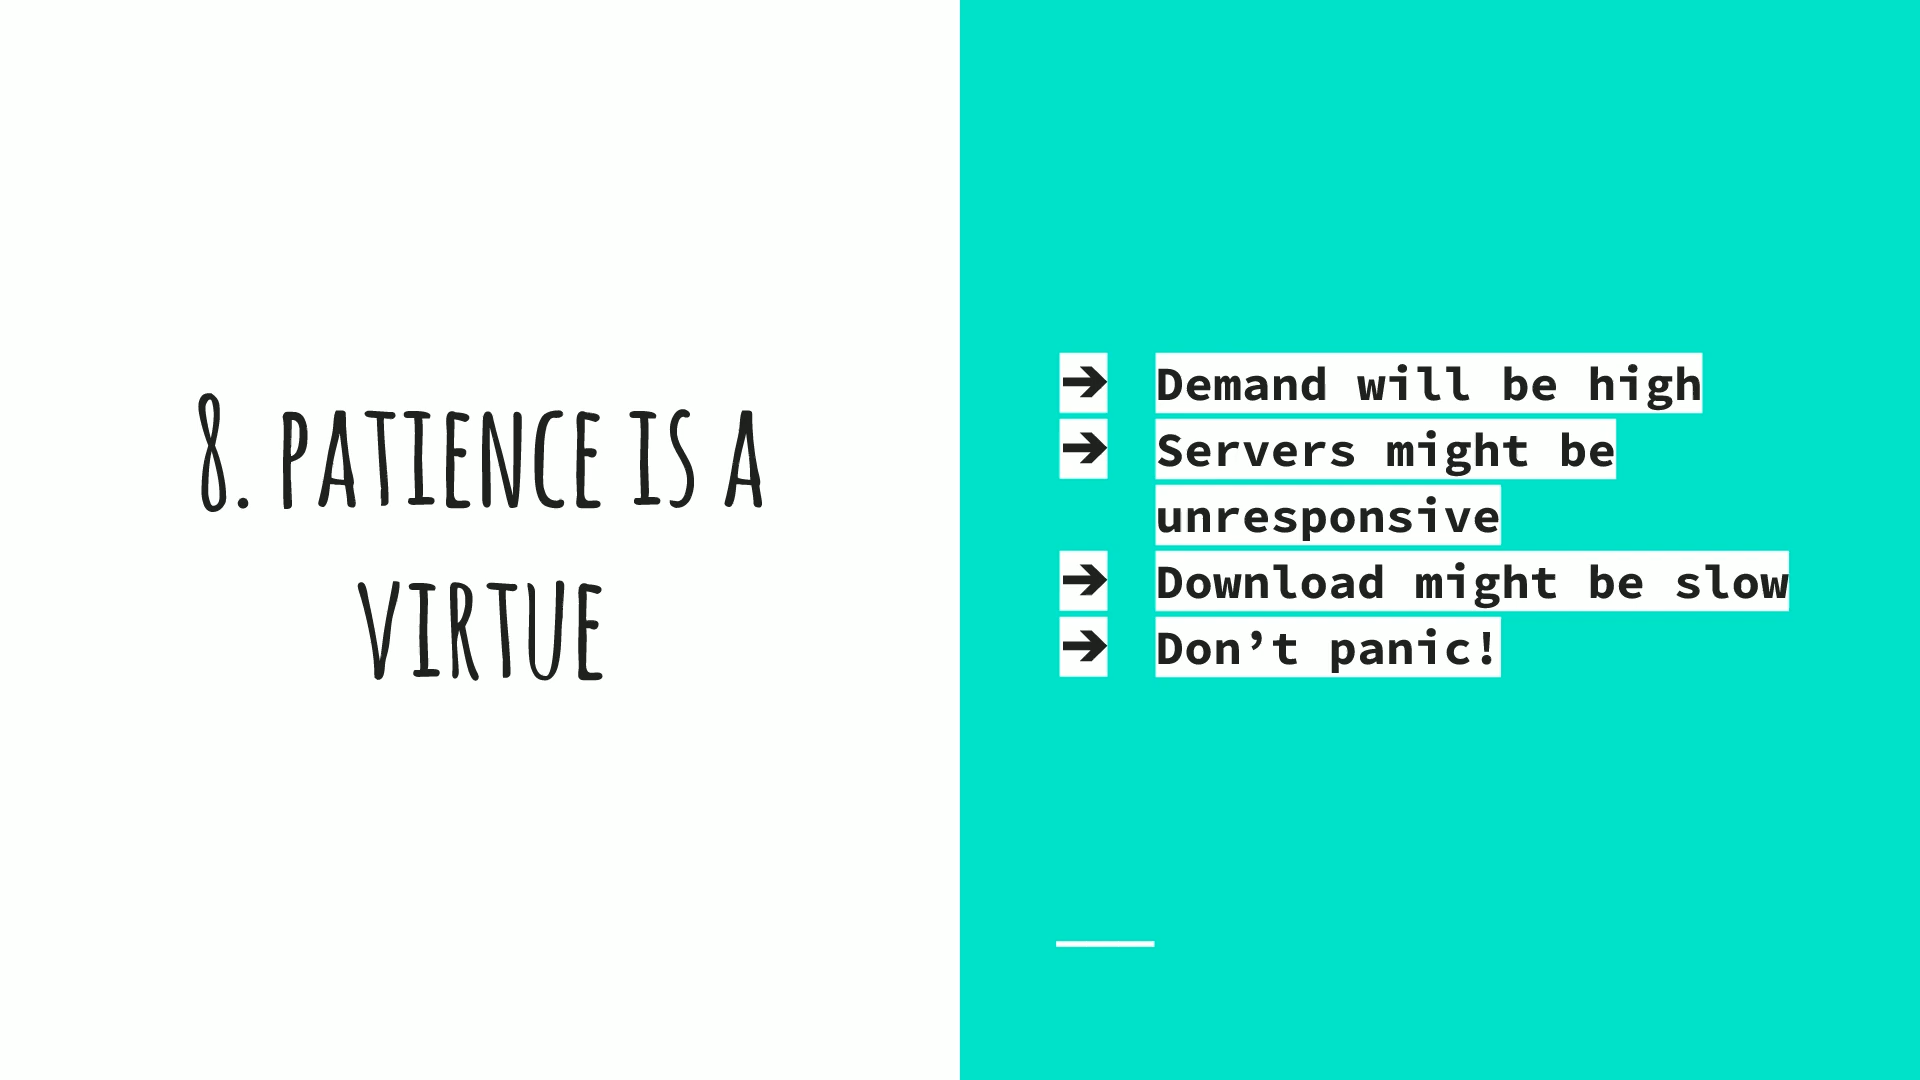 8. PATIENCE IS A
VIRTUE
➔ Demand will be high
➔ Servers might be
unresponsive
➔ Download might be slow
➔ Don’t panic!